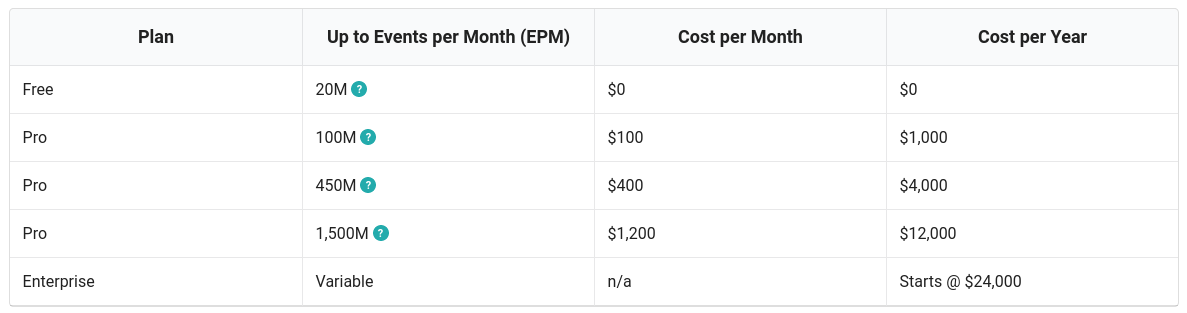 Plan Up to Events per Month (EPM) Cost per Month Cost per Year
Free 20M ? $0 $0
Pro 100M ? $100 $1,000
Pro 450M ? $400 $4,000
Pro 1,500M ? $1,200 $12,000
Enterprise Variable n/a Starts @ $24,000